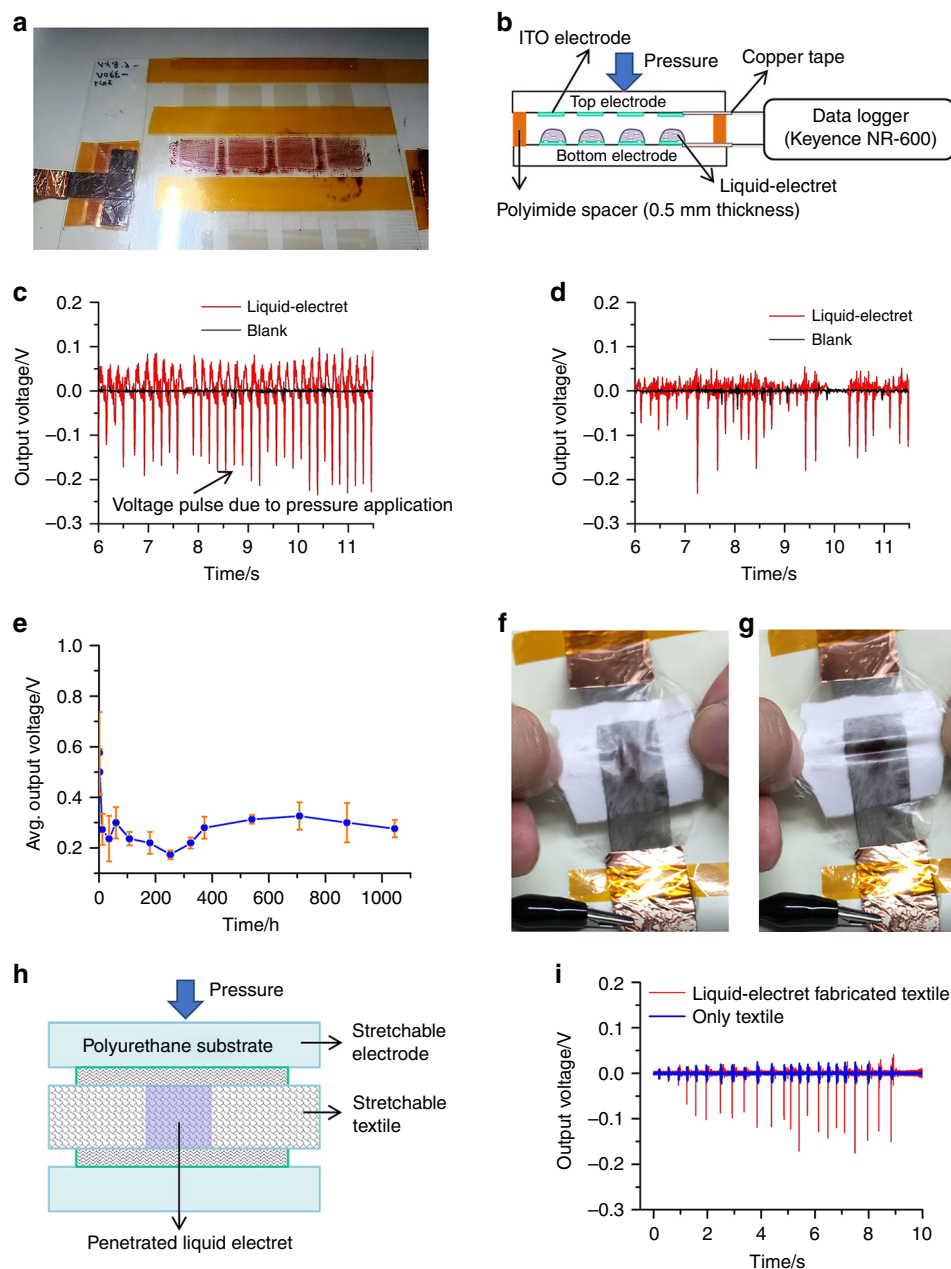 a
b
ITO electrode
Pressure
Copper tape
Top electrode
Bottom electrode
Data logger
(Keyence NR-600)
Liquid-electret
Polyimide spacer (0.5 mm thickness)
c
Output voltage/V
0.2
0.1
0.0
–0.1
–0.2
–0.3
Liquid-electret
Blank
Voltage pulse due to pressure application
6 7 8 9 10 11
Time/s
d
Output voltage/V
0.2
0.1
0.0
–0.1
–0.2
–0.3
Liquid-electret
Blank
6 7 8 9 10 11
Time/s
e
Avg. output voltage/V
1.0
0.8
0.6
0.4
0.2
0 200 400 600 800 1000
Time/h
f
g
h
Pressure
Polyurethane substrate
Stretchable
electrode
Stretchable
textile
Penetrated liquid electret
i
Output voltage/V
0.2
0.1
0.0
–0.1
–0.2
–0.3
Liquid-electret fabricated textile
Only textile
0 2 4 6 8 10
Time/s